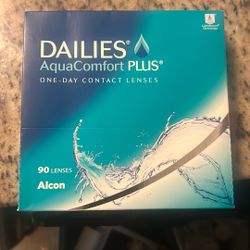 DAILIES®
AquaComfort PLUS®
ONE-DAY CONTACT LENSES
90 LENSES
Alcon